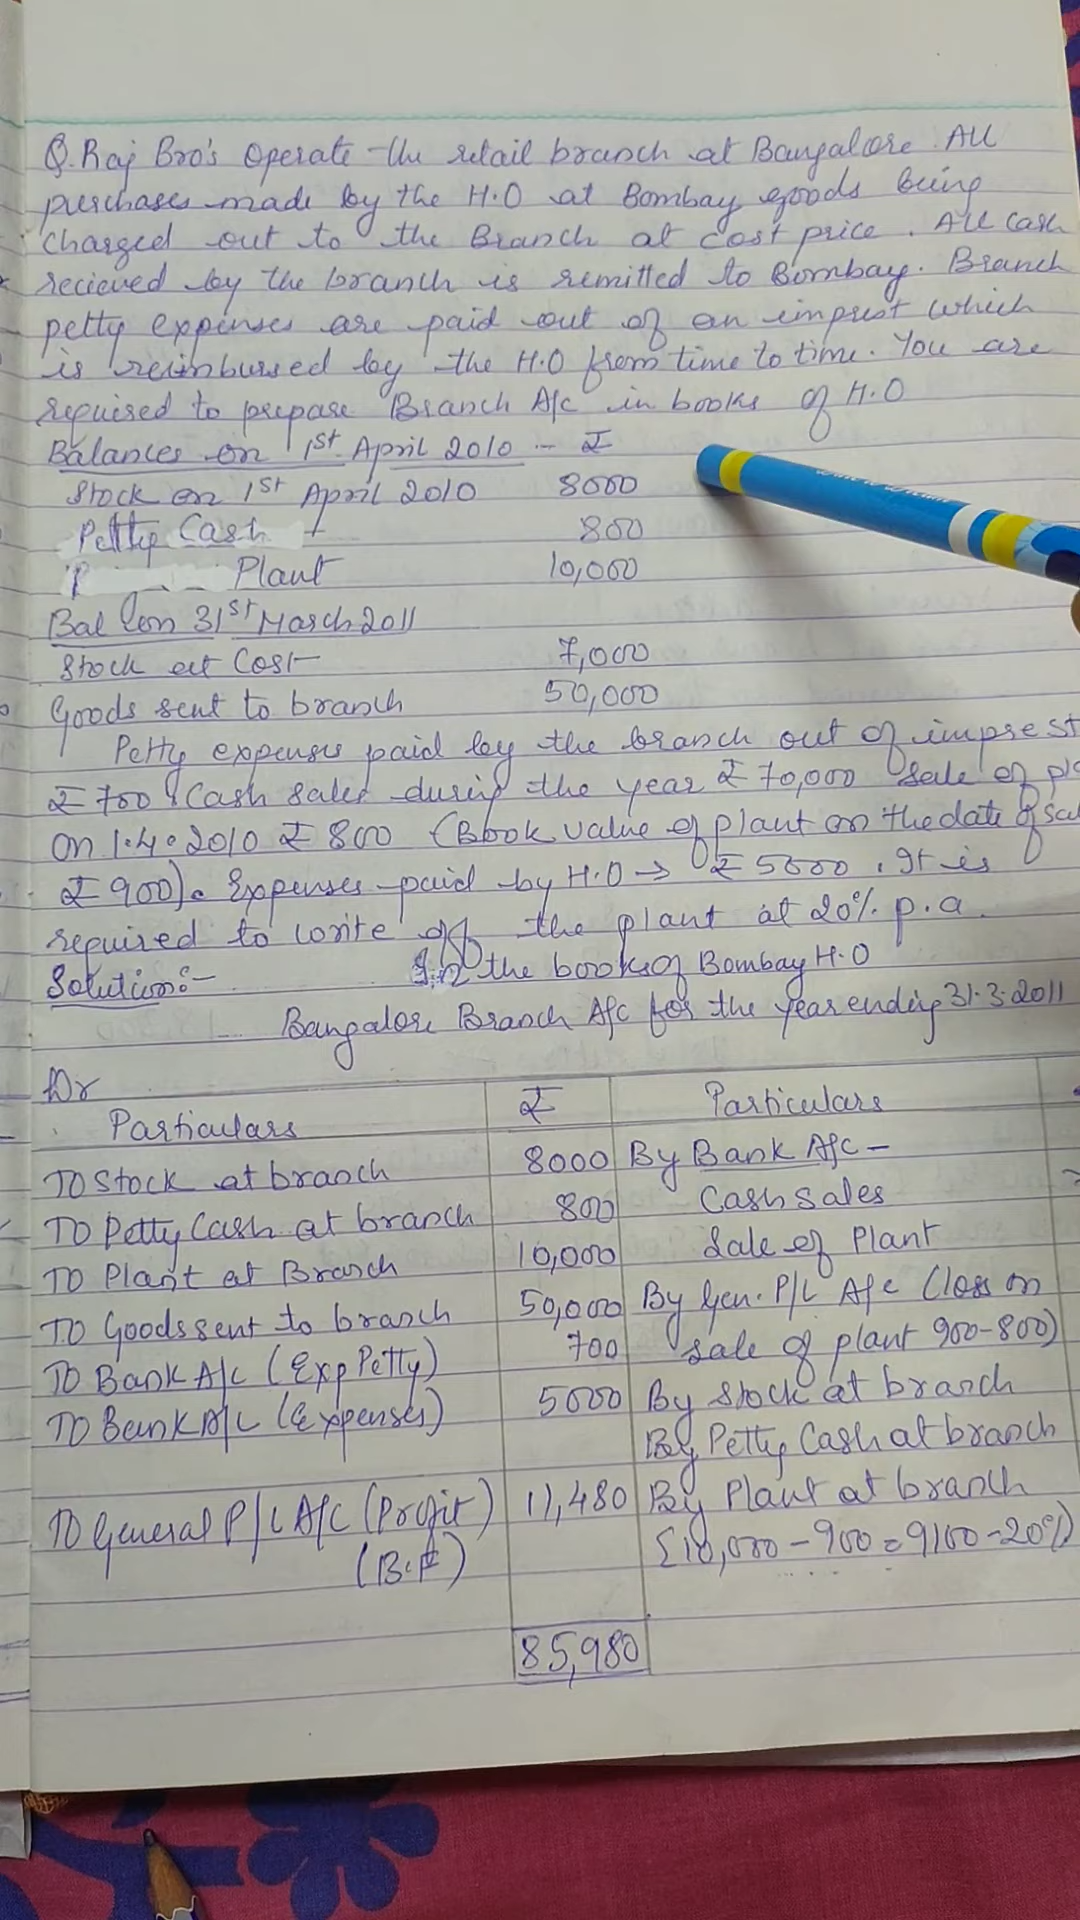 Q. Raj Bro's operate the retail branch at Bangalore. All
purchases made by the H.O at Bombay goods being
charged out to the Branch at cost price. All cash
recieved by the branch is remitted to Bombay. Branch
petty expenses are paid out of an imprest which
is reimbursed by the H.O from time to time. You are
required to prepare Branch A/c in books of H.O
Balances on 1st April 2010 - ₹
Stock on 1st April 2010 8000
Petty Cash 800
Plant 10,000
Bal on 31st March 2011
Stock at Cost 7,000
Goods sent to branch 50,000
Petty expenses paid by the branch out of imprest
₹ 700 Cash sales during the year ₹ 70,000 Sale of
on 1.4.2010 ₹ 800 (Book value of plant on the date of
₹ 900). Expenses paid by H.O → ₹ 5000. It is
required to write off the plant at 20% p.a.
Solution:- In the books of Bombay H.O
Bangalore Branch A/c for the year ending 31.3.2011
Dr
Particulars ₹ Particulars
TO Stock at branch 8000 By Bank A/c -
TO Petty Cash at branch 800 Cash sales
TO Plant at Branch 10,000 Sale of Plant
TO Goods sent to branch 50,000 By Gen. P/L A/c (loss on
TO Bank A/c (Exp Petty) 700 sale of plant 900-800)
TO Bank A/c (Expenses) 5000 By Stock at branch
By Petty Cash at branch
TO General P/L A/c (Profit) 11,480 By Plant at branch
(B.F) {10,000 - 900 = 9100 - 20%}
85,980